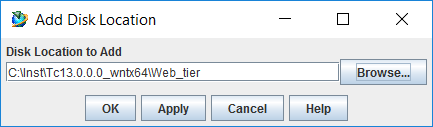 Add Disk Location
Disk Location to Add
C:\Inst\Tc13.0.0.0_wntx64\Web_tier
Browse...
OK Apply Cancel Help